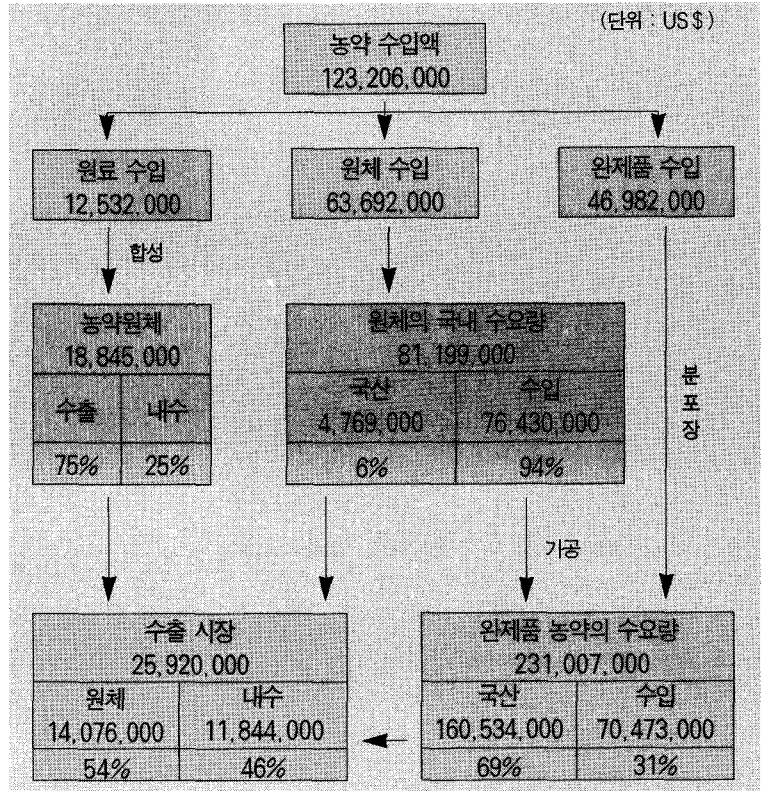 (단위 : US$)
농약 수입액
123,206,000
원료 수입
12,532,000
원체 수입
63,692,000
완제품 수입
46,982,000
합성
농약원체
18,845,000
수출
내수
75%
25%
원체의 국내 수요량
81,199,000
국산
수입
4,769,000
76,430,000
6%
94%
분포장
가공
수출 시장
25,920,000
원체
내수
14,076,000
11,844,000
54%
46%
완제품 농약의 수요량
231,007,000
국산
수입
160,534,000
70,473,000
69%
31%